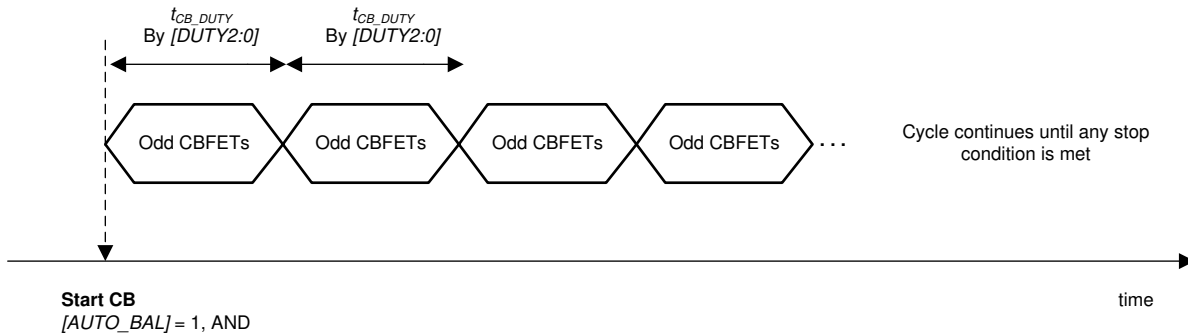 tCB_DUTY
By [DUTY2:0]
tCB_DUTY
By [DUTY2:0]
Odd CBFETs
Odd CBFETs
Odd CBFETs
Odd CBFETs
...
Cycle continues until any stop
condition is met
Start CB
[AUTO_BAL] = 1, AND
time